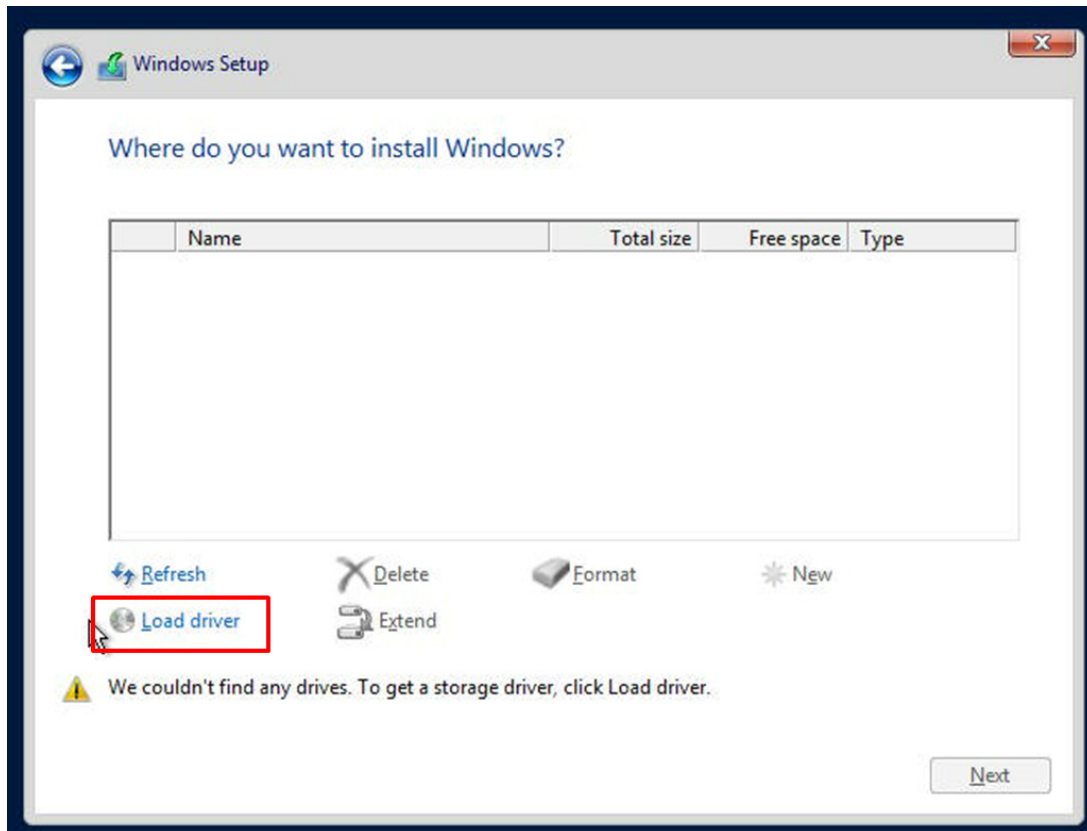 Windows Setup
Where do you want to install Windows?
Name Total size Free space Type
Refresh Delete Format New
Load driver Extend
We couldn't find any drives. To get a storage driver, click Load driver.
Next